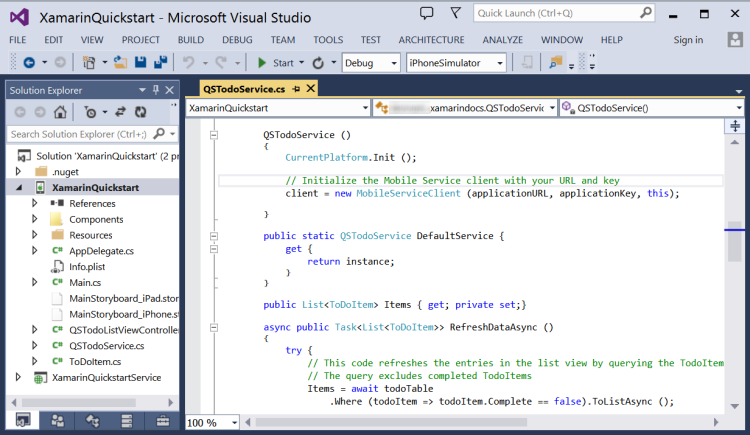 XamarinQuickstart - Microsoft Visual Studio
Quick Launch (Ctrl+Q)
FILE EDIT VIEW PROJECT BUILD DEBUG TEAM TOOLS TEST ARCHITECTURE ANALYZE WINDOW HELP Sign in
Start Debug iPhoneSimulator
Solution Explorer
Search Solution Explorer (Ctrl+;)
Solution 'XamarinQuickstart' (2 pr
.nuget
XamarinQuickstart
References
Components
Resources
C# AppDelegate.cs
Info.plist
C# Main.cs
MainStoryboard_iPad.stor
MainStoryboard_iPhone.s
C# QSTodoListViewControlle
C# QSTodoService.cs
C# ToDoItem.cs
XamarinQuickstartService
QSTodoService.cs
XamarinQuickstart
.xamarindocs.QSTodoServic
QSTodoService()
QSTodoService ()
{
CurrentPlatform.Init ();
// Initialize the Mobile Service client with your URL and key
client = new MobileServiceClient (applicationURL, applicationKey, this);
}
public static QSTodoService DefaultService {
get {
return instance;
}
}
public List<ToDoItem> Items { get; private set;}
async public Task<List<ToDoItem>> RefreshDataAsync ()
{
try {
// This code refreshes the entries in the list view by querying the TodoItem
// The query excludes completed TodoItems
Items = await todoTable
.Where (todoItem => todoItem.Complete == false).ToListAsync ();
100 %